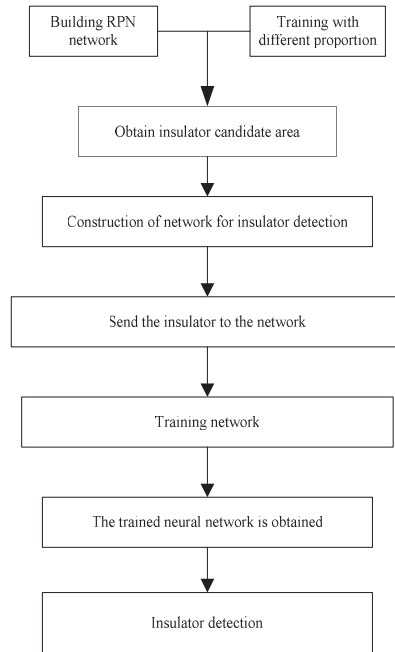 Building RPN
network
Training with
different proportion
Obtain insulator candidate area
Construction of network for insulator detection
Send the insulator to the network
Training network
The trained neural network is obtained
Insulator detection